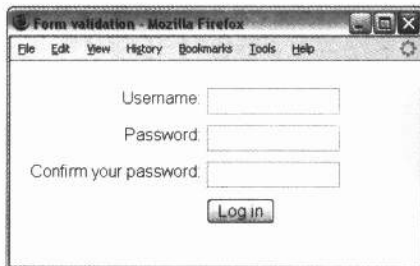 Form validation - Mozilla Firefox
File Edit View History Bookmarks Tools Help
Username:
Password:
Confirm your password:
Log in